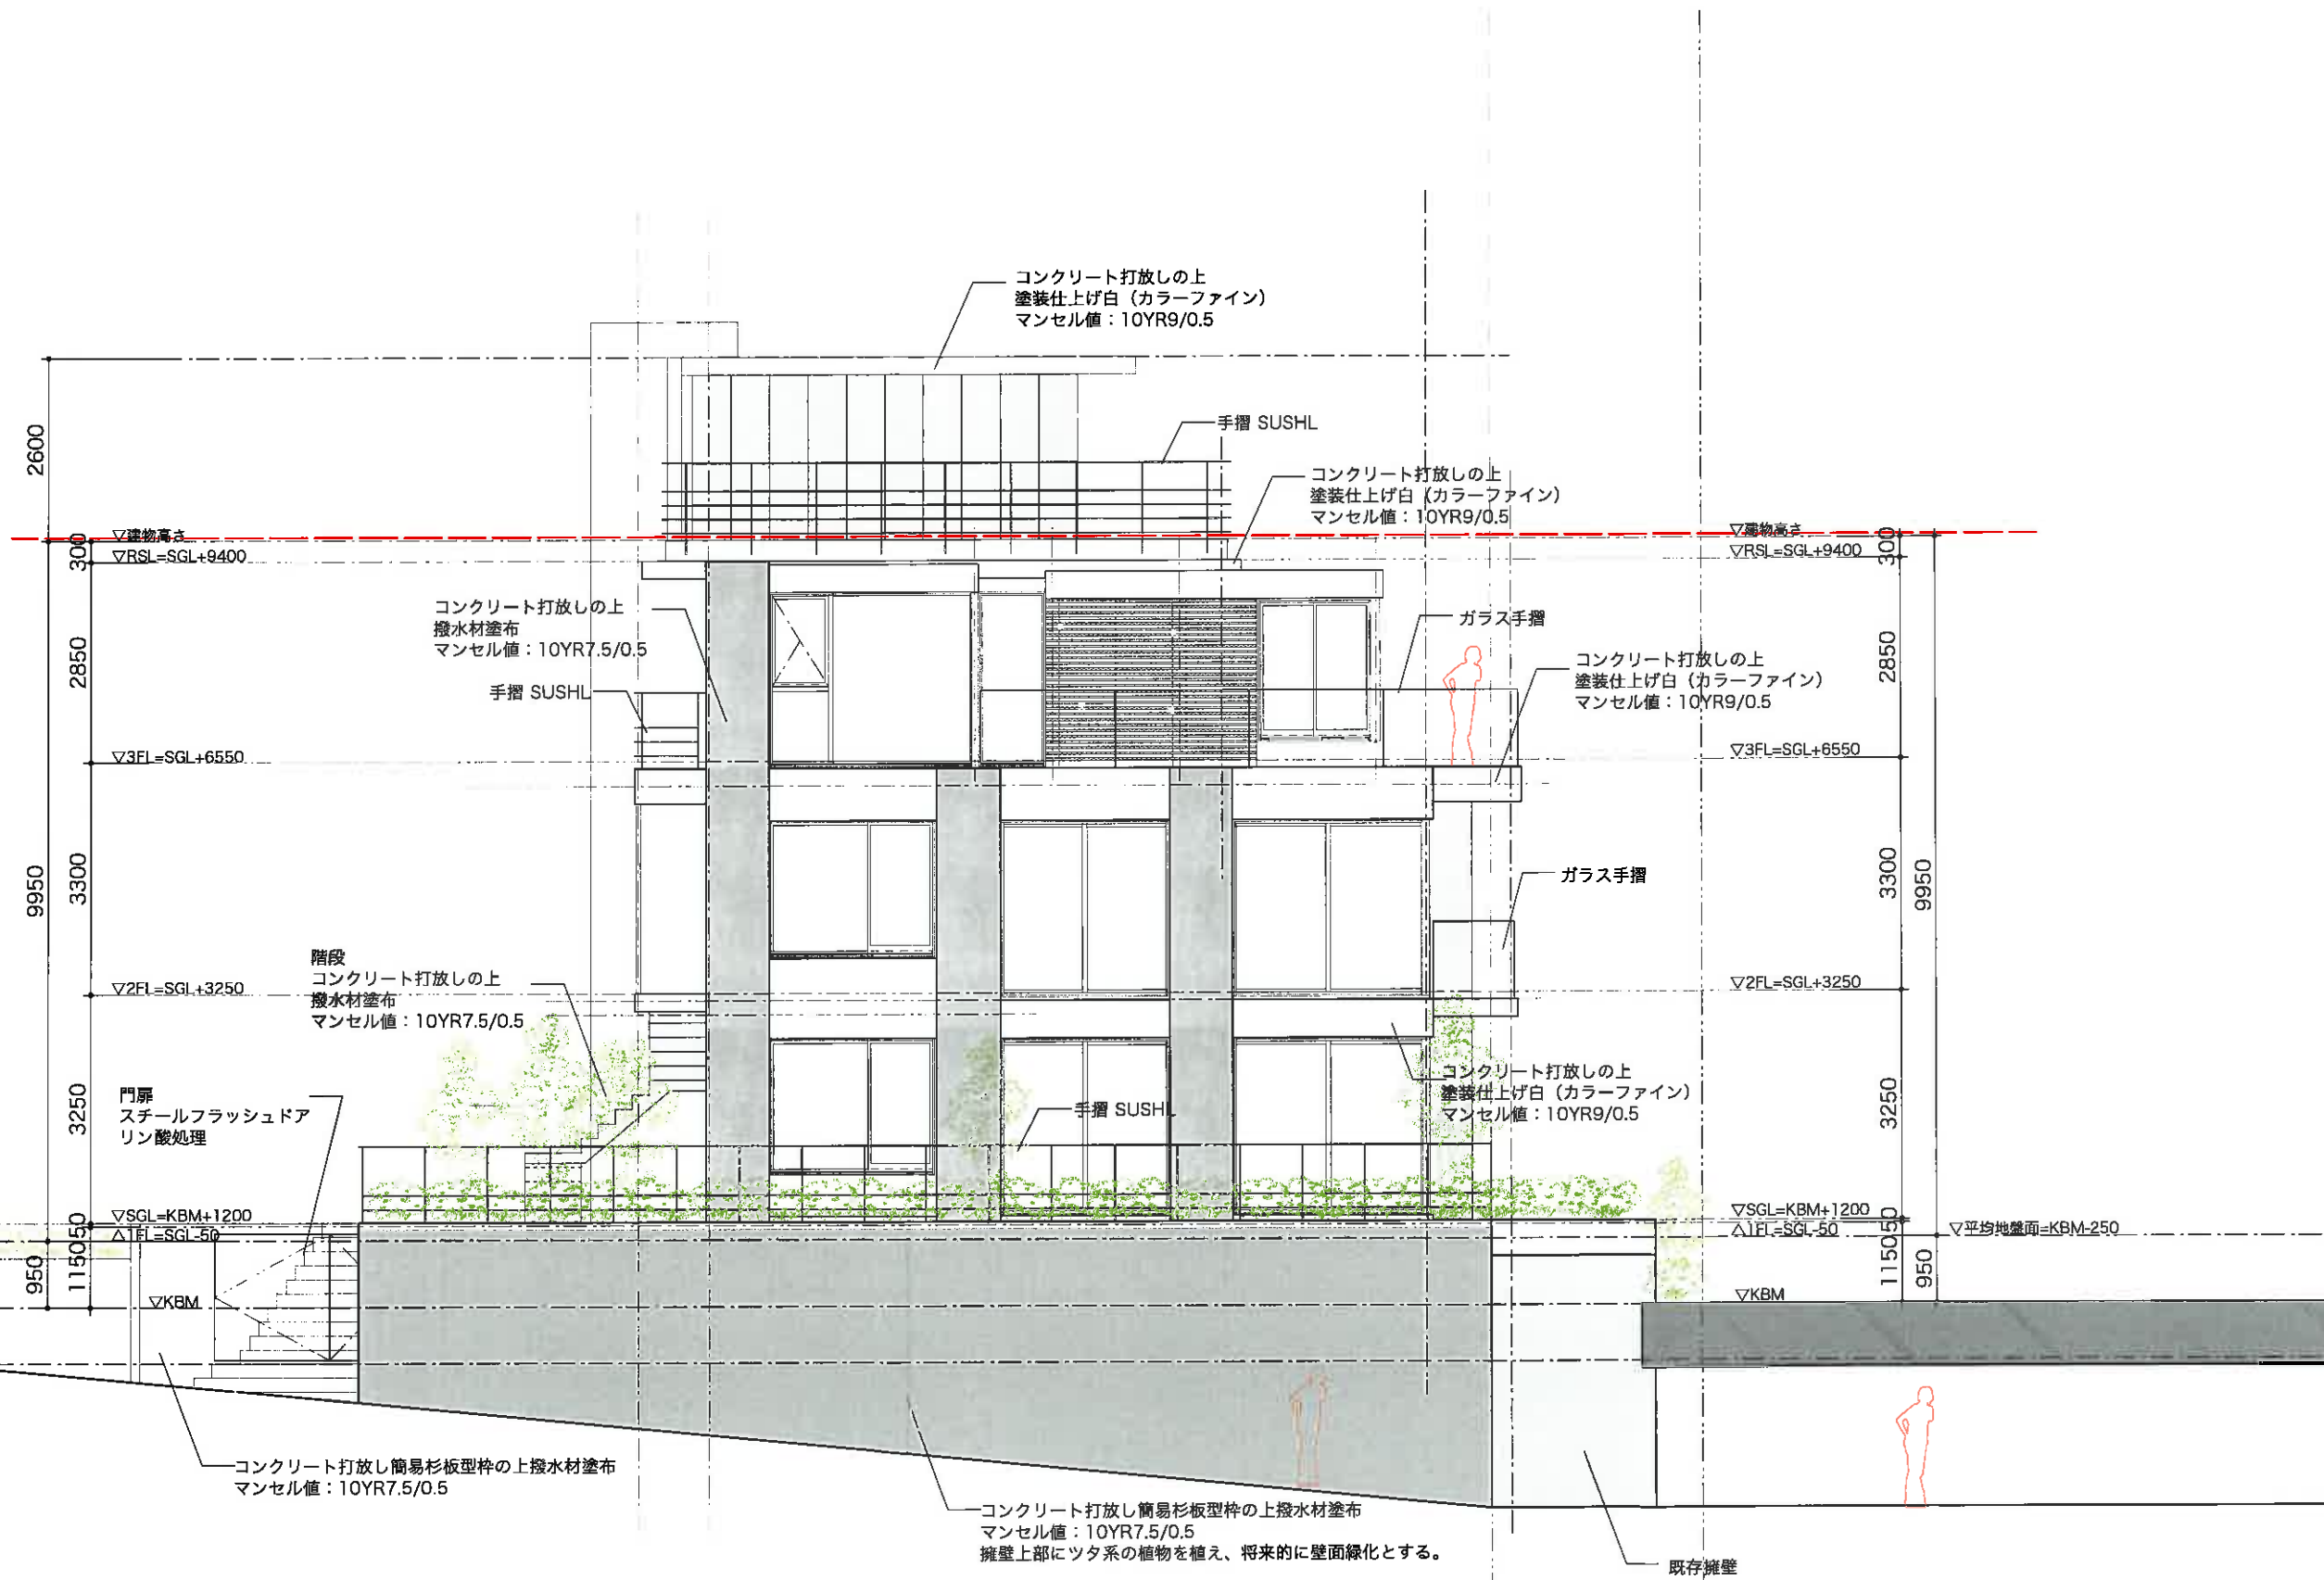 コンクリート打放しの上
塗装仕上げ白（カラーファイン）
マンセル値：10YR9/0.5
手摺 SUSHL
コンクリート打放しの上
塗装仕上げ白（カラーファイン）
マンセル値：10YR9/0.5
2600
▽建物高さ
▽RSL=SGL+9400
300
▽建物高さ
▽RSL=SGL+9400
300
コンクリート打放しの上
撥水材塗布
マンセル値：10YR7.5/0.5
手摺 SUSHL
ガラス手摺
コンクリート打放しの上
塗装仕上げ白（カラーファイン）
マンセル値：10YR9/0.5
2850
2850
▽3FL=SGL+6550
▽3FL=SGL+6550
9950
3300
3300
9950
ガラス手摺
階段
コンクリート打放しの上
撥水材塗布
マンセル値：10YR7.5/0.5
▽2FL=SGL+3250
▽2FL=SGL+3250
門扉
スチールフラッシュドア
リン酸処理
手摺 SUSHL
コンクリート打放しの上
塗装仕上げ白（カラーファイン）
マンセル値：10YR9/0.5
3250
3250
▽SGL=KBM+1200
△1FL=SGL-50
50
1150
950
▽KBM
▽SGL=KBM+1200
△1FL=SGL-50
50
1150
950
▽平均地盤面=KBM-250
▽KBM
コンクリート打放し簡易杉板型枠の上撥水材塗布
マンセル値：10YR7.5/0.5
コンクリート打放し簡易杉板型枠の上撥水材塗布
マンセル値：10YR7.5/0.5
擁壁上部にツタ系の植物を植え、将来的に壁面緑化とする。
既存擁壁